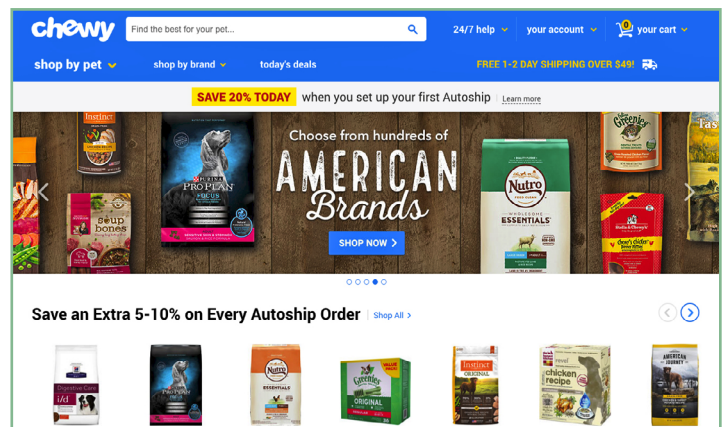 chewy
Find the best for your pet...
24/7 help
your account
0
your cart
shop by pet
shop by brand
today's deals
FREE 1-2 DAY SHIPPING OVER $49!
SAVE 20% TODAY when you set up your first Autoship
Learn more
Choose from hundreds of
AMERICAN
Brands
SHOP NOW >
Instinct
soup
bones
PURINA
PRO PLAN
FOCUS
Nutro
WHOLESOME
ESSENTIALS
Greenies
Stella & Chewy's
Tas
Save an Extra 5-10% on Every Autoship Order
Shop All >
Digestive Care
i/d
PRO PLAN
Nutro
ESSENTIALS
Greenies
ORIGINAL
VALUE
Instinct
ORIGINAL
chicken
recipe
AMERICAN
JOURNEY